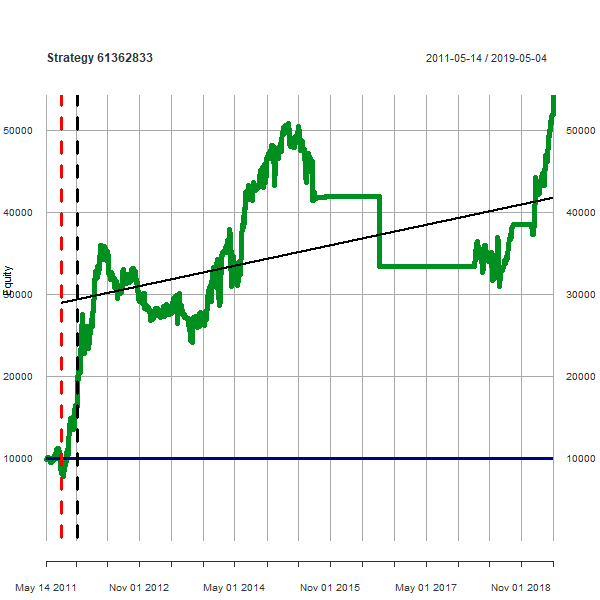 Strategy 61362833
2011-05-14 / 2019-05-04
50000
50000
40000
40000
Equity
30000
30000
20000
20000
10000
10000
May 14 2011
Nov 01 2012
May 01 2014
Nov 01 2015
May 01 2017
Nov 01 2018